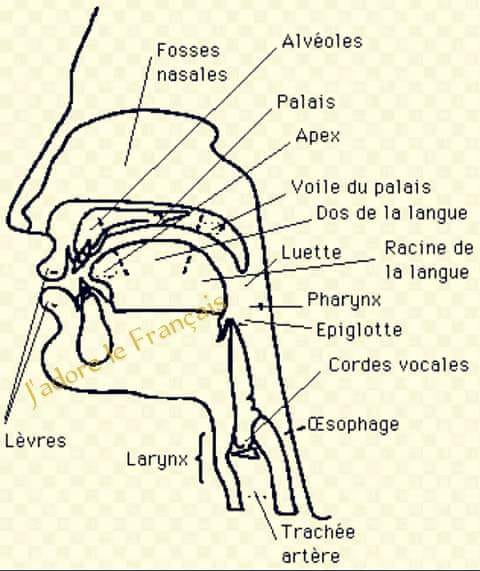 Alvéoles
Fosses
nasales
Palais
Apex
Voile du palais
Dos de la langue
Luette
Racine de
la langue
Pharynx
Epiglotte
J'adore le Français
Cordes vocales
Œsophage
Lèvres
Larynx
Trachée
artère